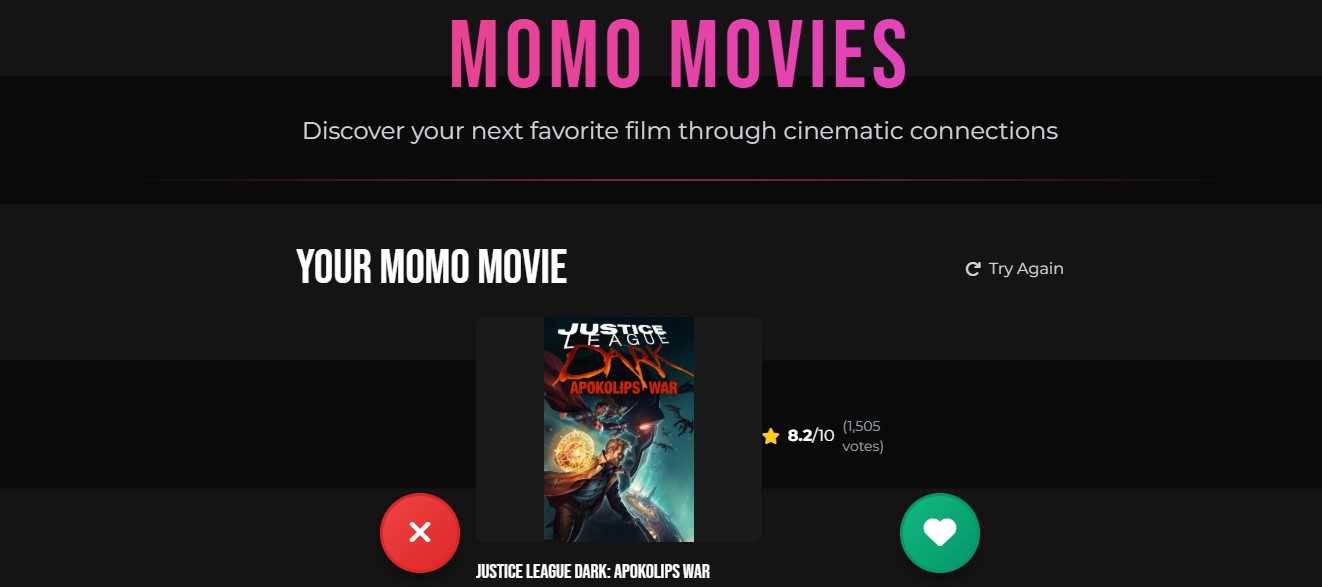 MOMO MOVIES
Discover your next favorite film through cinematic connections
YOUR MOMO MOVIE
Try Again
JUSTICE
LEAGUE
DARK
APOKOLIPS WAR
8.2/10
(1,505
votes)
JUSTICE LEAGUE DARK: APOKOLIPS WAR